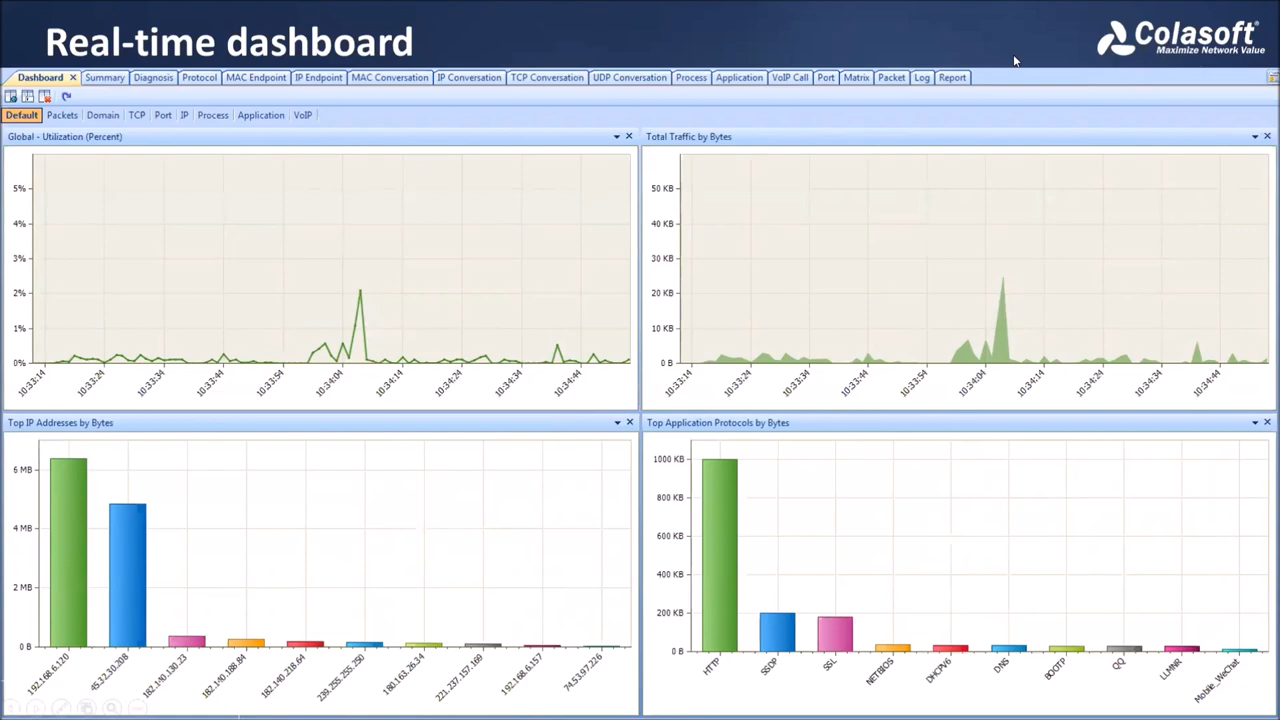 Real-time dashboard
Colasoft
Maximize Network Value
Dashboard Summary Diagnosis Protocol MAC Endpoint IP Endpoint MAC Conversation IP Conversation TCP Conversation UDP Conversation Process Application VoIP Call Port Matrix Packet Log Report
Default Packets Domain TCP Port IP Process Application VoIP
Global - Utilization (Percent)
5%
4%
3%
2%
1%
0%
10:33:14 10:33:24 10:33:34 10:33:44 10:33:54 10:34:04 10:34:14 10:34:24 10:34:34 10:34:44
Total Traffic by Bytes
50 KB
40 KB
30 KB
20 KB
10 KB
0 B
10:33:14 10:33:24 10:33:34 10:33:44 10:33:54 10:34:04 10:34:14 10:34:24 10:34:34 10:34:44
Top IP Addresses by Bytes
6 MB
4 MB
2 MB
0 B
192.168.6.120 45.32.30.208 182.140.130.23 182.140.168.84 182.140.218.64 239.255.255.250 180.163.26.34 221.237.157.169 192.168.6.157 74.53.97.226
Top Application Protocols by Bytes
1000 KB
800 KB
600 KB
400 KB
200 KB
0 B
HTTP SSDP SSL NETBIOS DHCPV6 DNS BOOTP QQ LLMNR Mobile_WeChat